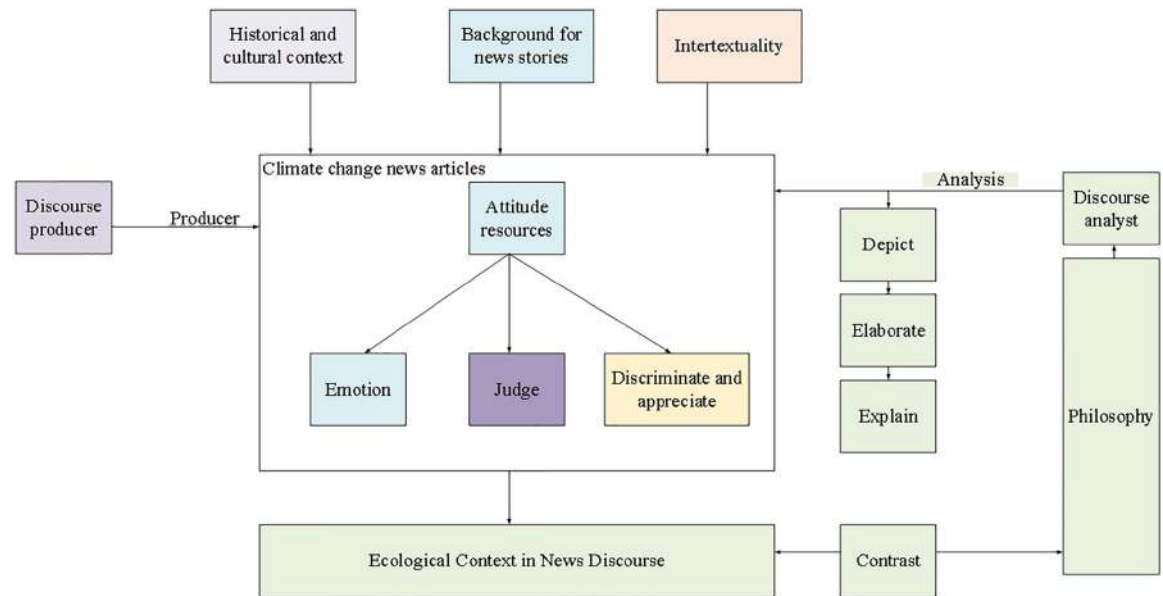 Historical and
cultural context
Background for
news stories
Intertextuality
Climate change news articles
Discourse
producer
Producer
Attitude
resources
Emotion
Judge
Discriminate and
appreciate
Analysis
Discourse
analyst
Depict
Elaborate
Explain
Philosophy
Ecological Context in News Discourse
Contrast